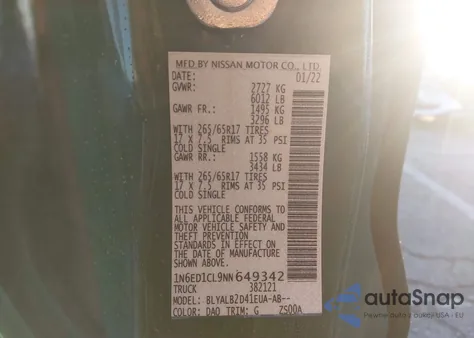 MFD.BY NISSAN MOTOR CO., LTD.
DATE: 01/22
GVWR: 2727 KG
6012 LB
GAWR FR.: 1495 KG
3296 LB
WITH 265/65R17 TIRES
17 X 7.5 RIMS AT 35 PSI
COLD SINGLE
GAWR RR.: 1558 KG
3434 LB
WITH 265/65R17 TIRES
17 X 7.5 RIMS AT 35 PSI
COLD SINGLE
THIS VEHICLE CONFORMS TO
ALL APPLICABLE FEDERAL
MOTOR VEHICLE SAFETY AND
THEFT PREVENTION
STANDARDS IN EFFECT ON
THE DATE OF MANUFACTURE
SHOWN ABOVE.
1N6ED1CL9NN649342
TRUCK 382121
MODEL: BLYALBZD41EUA-AB--
COLOR: DAO TRIM: G ZS00A
autoSnap